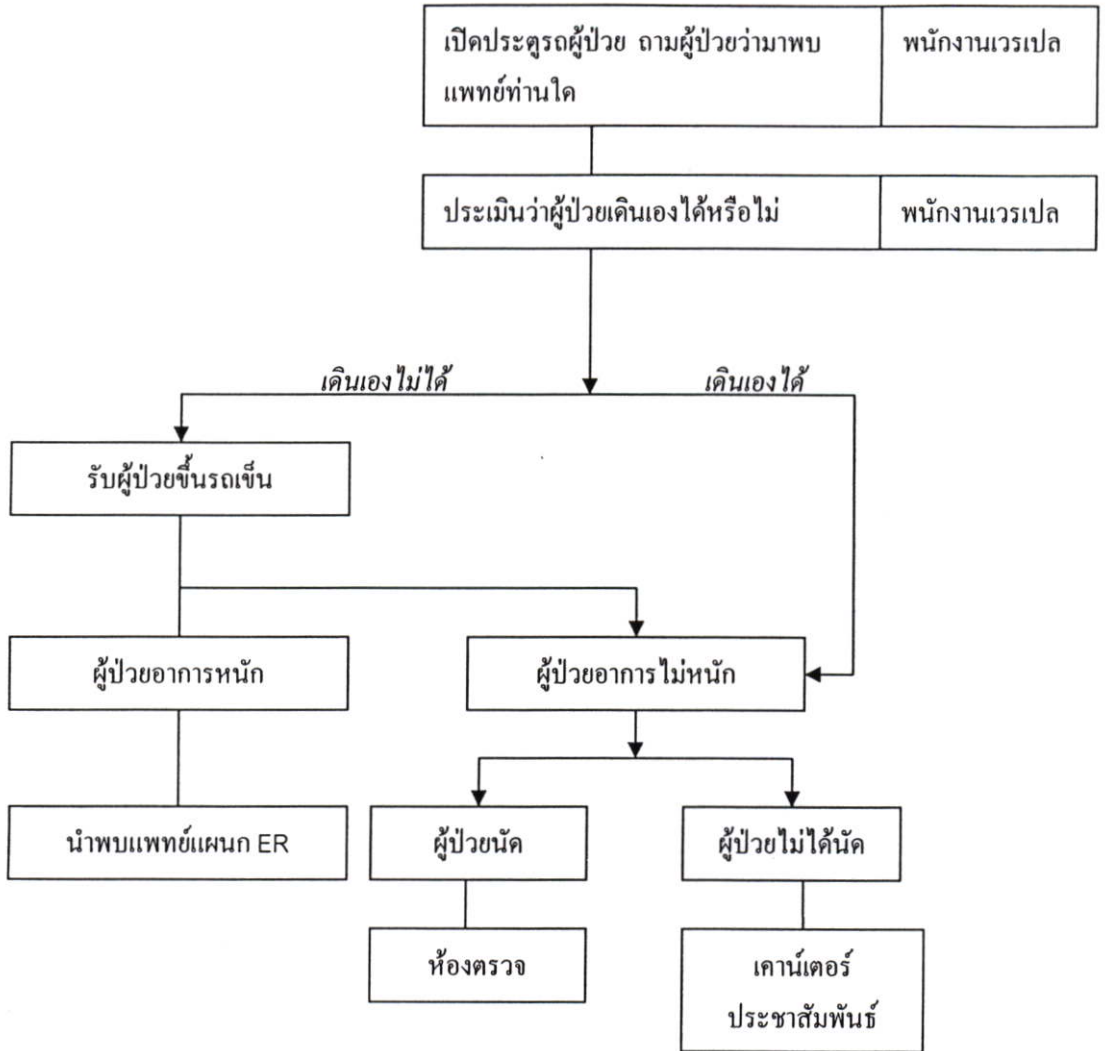 เปิดประตูรถผู้ป่วย ถามผู้ป่วยว่ามาพบ
แพทย์ท่านใด
พนักงานเวรเปล
ประเมินว่าผู้ป่วยเดินเองได้หรือไม่
พนักงานเวรเปล
เดินเองไม่ได้
เดินเองได้
รับผู้ป่วยขึ้นรถเข็น
ผู้ป่วยอาการหนัก
ผู้ป่วยอาการไม่หนัก
นำพบแพทย์แผนก ER
ผู้ป่วยนัด
ผู้ป่วยไม่ได้นัด
ห้องตรวจ
เคาน์เตอร์
ประชาสัมพันธ์